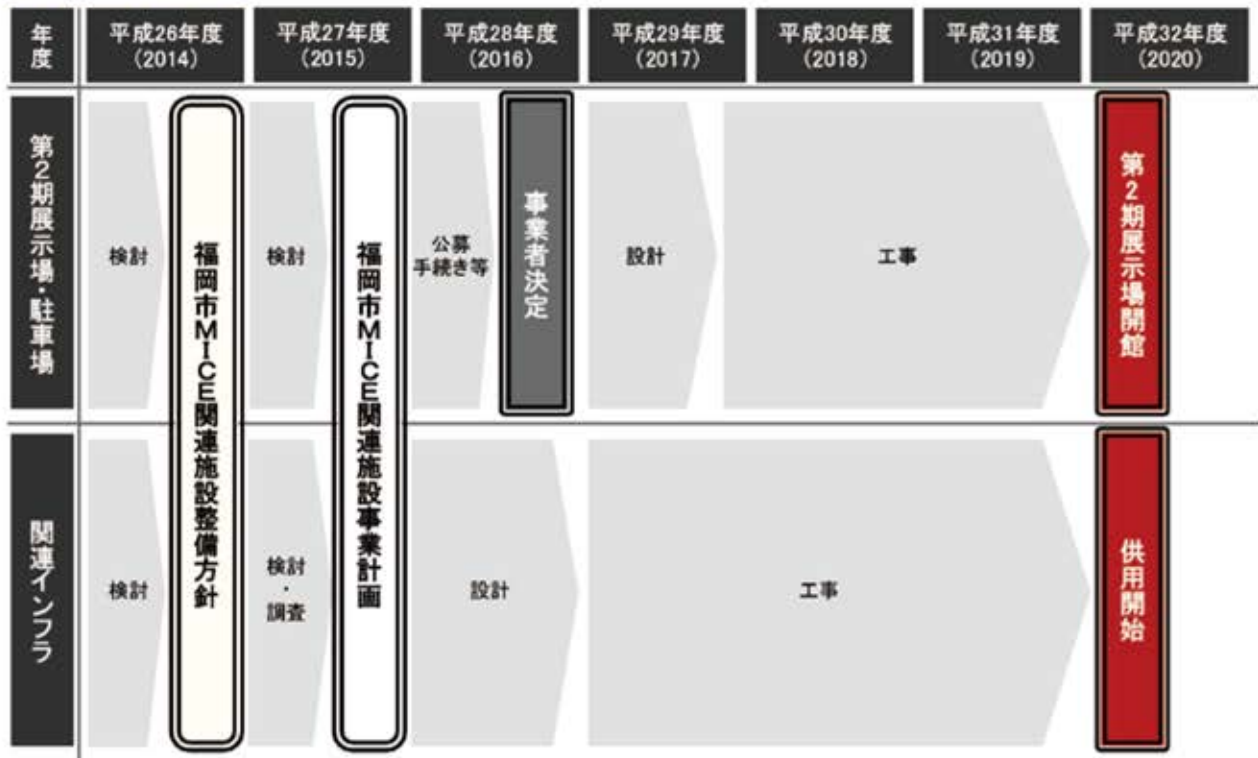 年度
平成26年度
(2014)
平成27年度
(2015)
平成28年度
(2016)
平成29年度
(2017)
平成30年度
(2018)
平成31年度
(2019)
平成32年度
(2020)
第2期展示場・駐車場
検討
福岡市MICE関連施設整備方針
検討
福岡市MICE関連施設事業計画
公募
手続き等
事業者決定
設計
工事
第2期展示場開館
関連インフラ
検討
検討
・
調査
設計
工事
供用開始